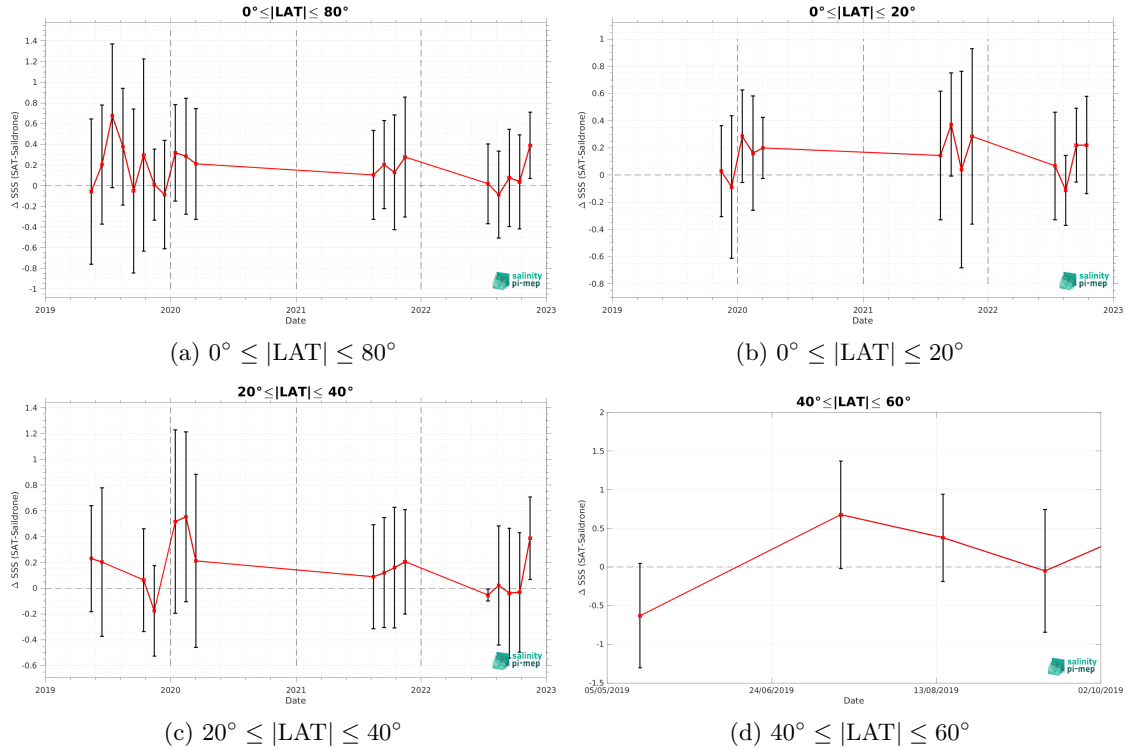 0°≤|LAT|≤ 80°
Δ SSS (SAT-Saildrone)
1.4
1.2
1
0.8
0.6
0.4
0.2
0
-0.2
-0.4
-0.6
-0.8
-1
2019
2020
2021
2022
2023
Date
salinity
pi-mep
(a) 0° ≤ |LAT| ≤ 80°
0°≤|LAT|≤ 20°
Δ SSS (SAT-Saildrone)
1
0.8
0.6
0.4
0.2
0
-0.2
-0.4
-0.6
-0.8
2019
2020
2021
2022
2023
Date
salinity
pi-mep
(b) 0° ≤ |LAT| ≤ 20°
20°≤|LAT|≤ 40°
Δ SSS (SAT-Saildrone)
1.4
1.2
1
0.8
0.6
0.4
0.2
0
-0.2
-0.4
-0.6
2019
2020
2021
2022
2023
Date
salinity
pi-mep
(c) 20° ≤ |LAT| ≤ 40°
40°≤|LAT|≤ 60°
Δ SSS (SAT-Saildrone)
2
1.5
1
0.5
0
-0.5
-1
-1.5
05/05/2019
24/06/2019
13/08/2019
02/10/2019
Date
salinity
pi-mep
(d) 40° ≤ |LAT| ≤ 60°